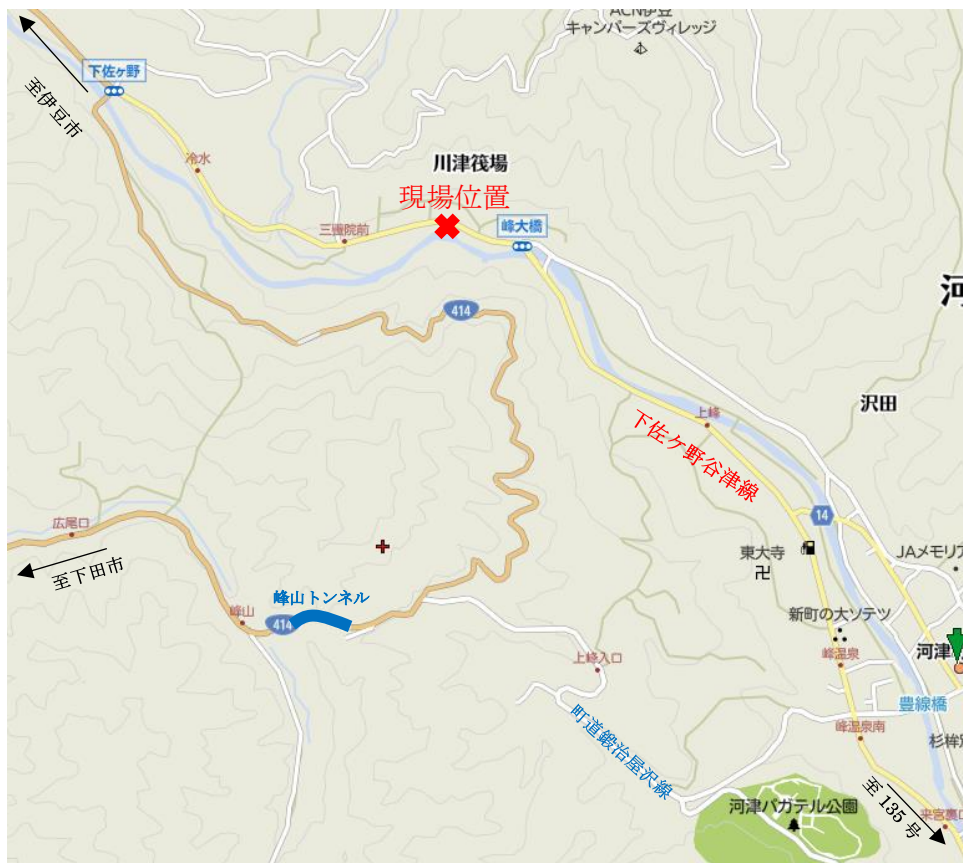 ACN伊豆
キャンパーズヴィレッジ
下佐ヶ野
至伊豆市
冷水
川津筏場
現場位置
三養院前
峰大橋
河
414
沢田
上峰
下佐ケ野谷津線
14
広尾口
至下田市
東大寺
JAメモリア
峰山トンネル
新町の大ソテツ
峰山
414
上峰入口
峰温泉
河津
豊線橋
町道鍛治屋沢線
峰温泉南
杉桙別
至 135 号
河津バガテル公園
来宮裏口